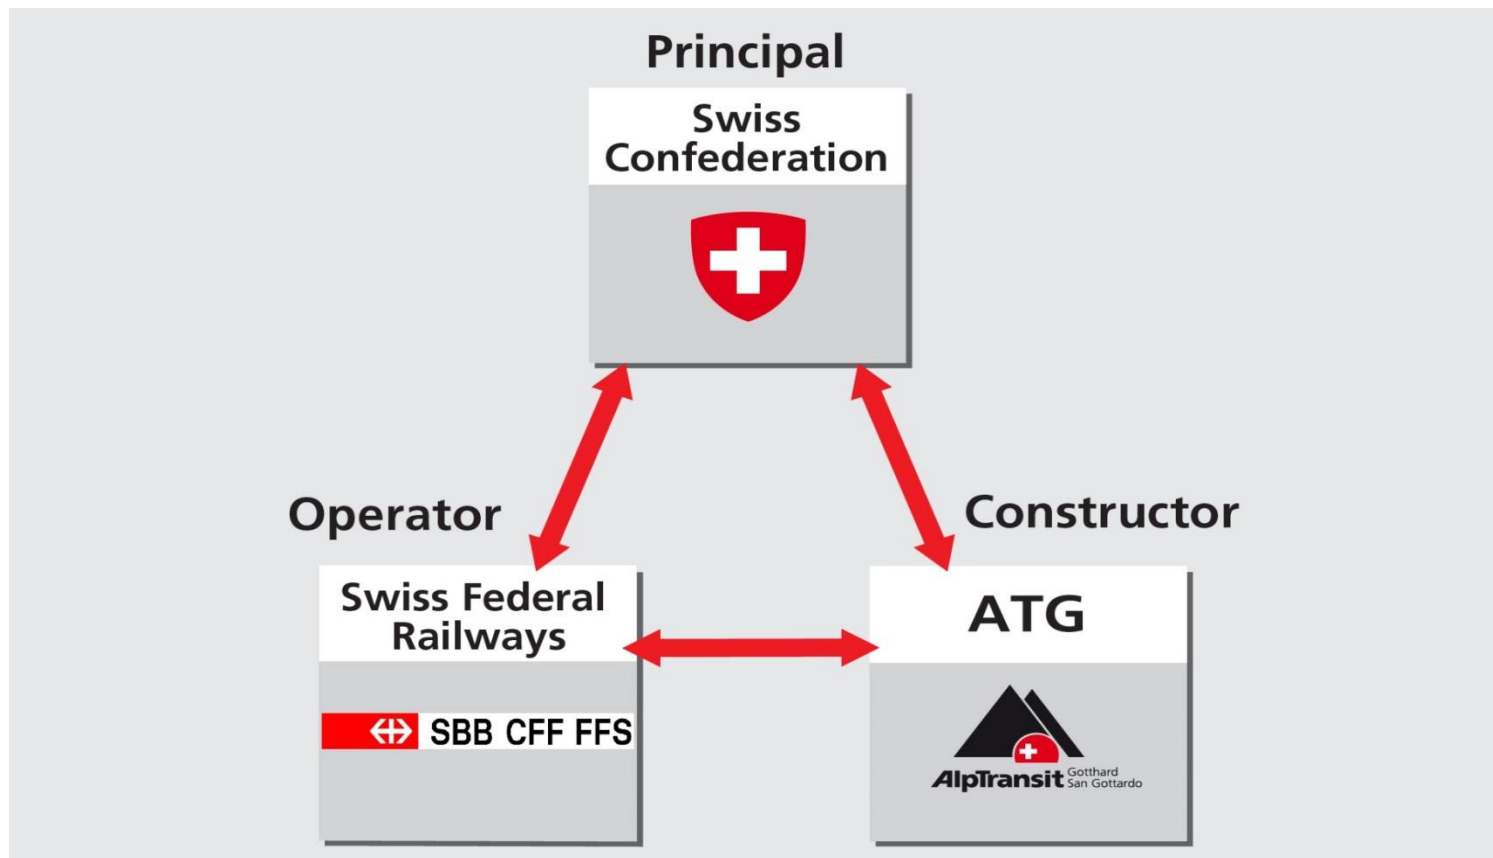 Principal
Swiss
Confederation
Operator
Constructor
Swiss Federal
Railways
ATG
SBB CFF FFS
AlpTransit Gotthard
San Gottardo